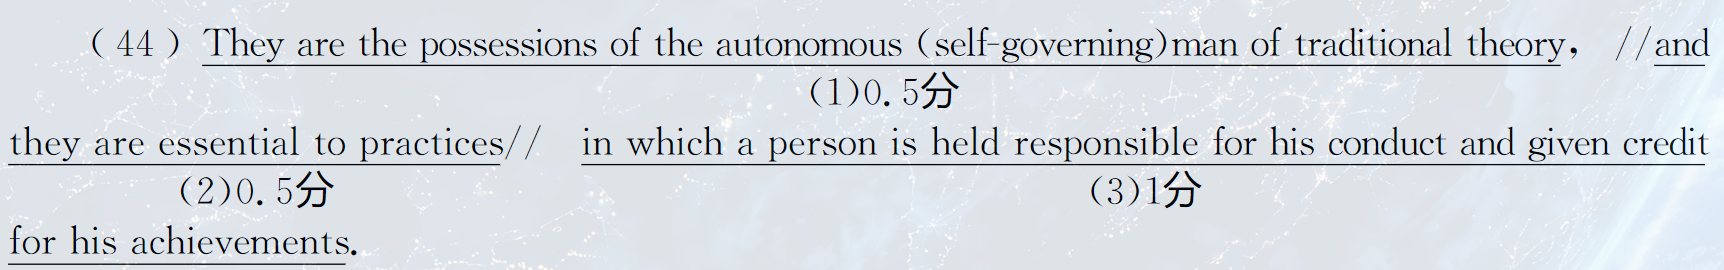 （44）They are the possessions of the autonomous (self-governing)man of traditional theory, //and
(1)0.5分
they are essential to practices// in which a person is held responsible for his conduct and given credit
(2)0.5分 (3)1分
for his achievements.